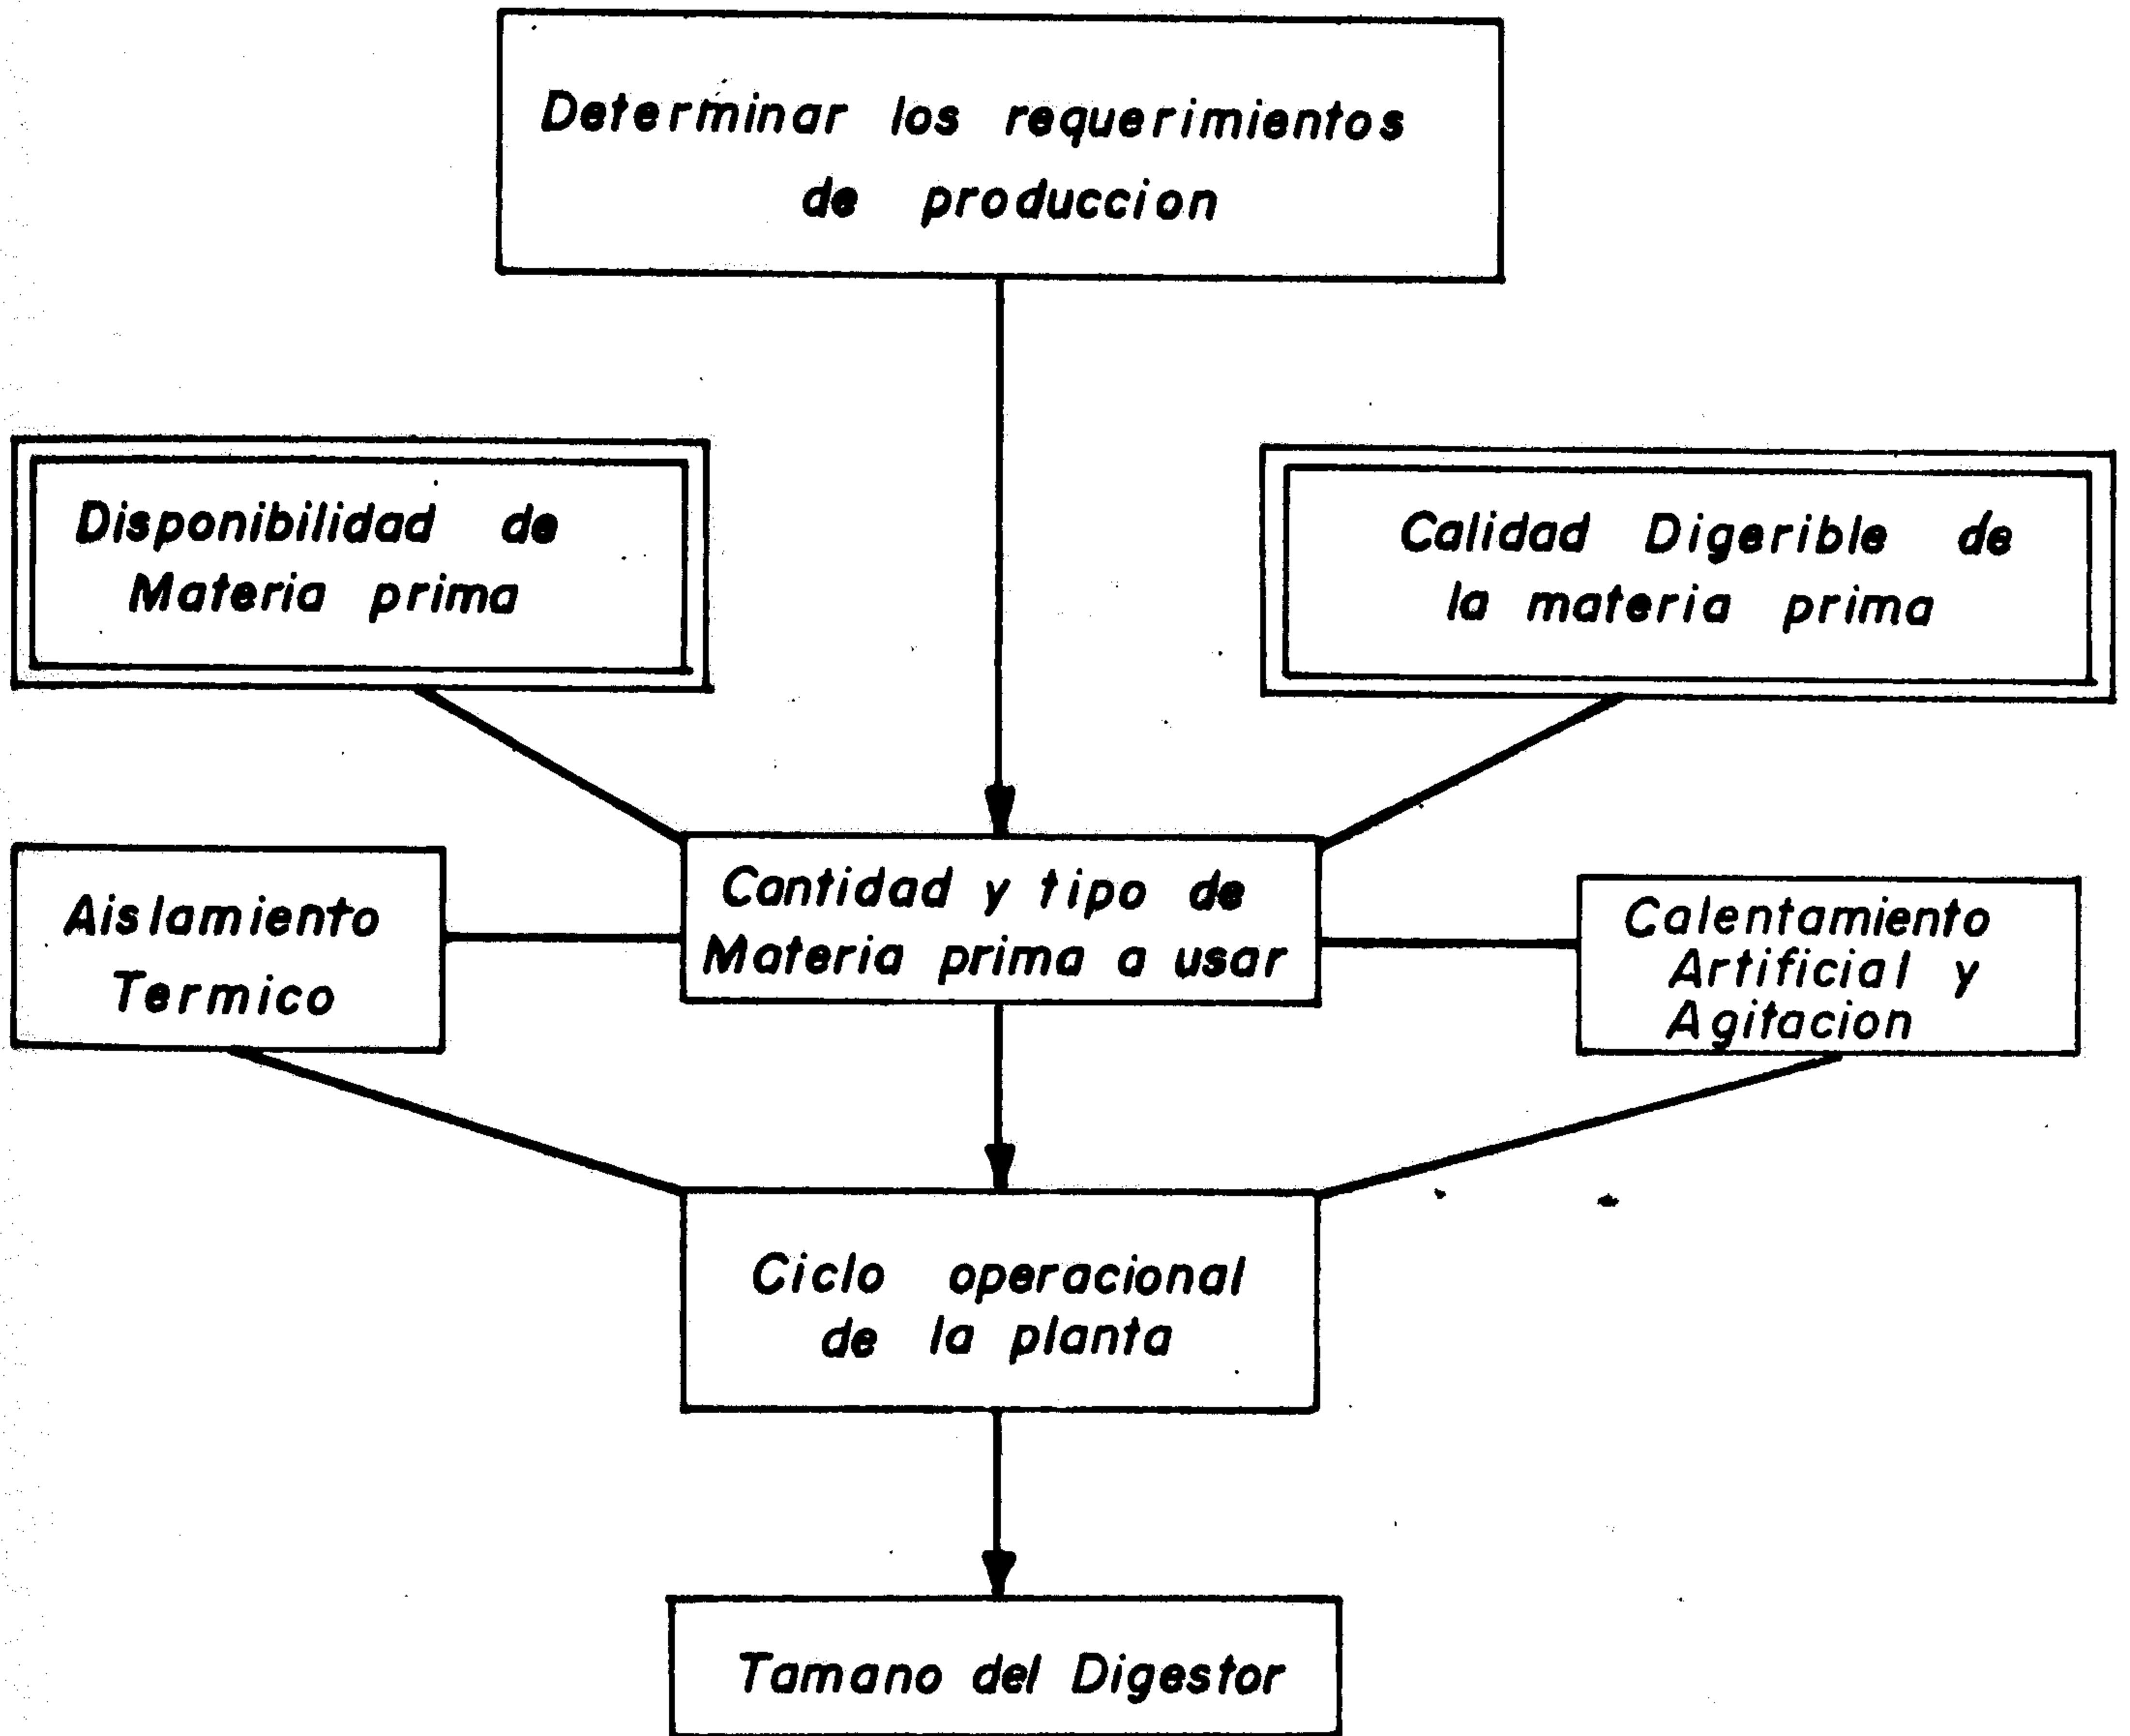 Determinar los requerimientos
de produccion
Disponibilidad de
Materia prima
Calidad Digerible de
la materia prima
Aislamiento
Termico
Cantidad y tipo de
Materia prima a usar
Calentamiento
Artificial y
Agitacion
Ciclo operacional
de la planta
Tamano del Digestor